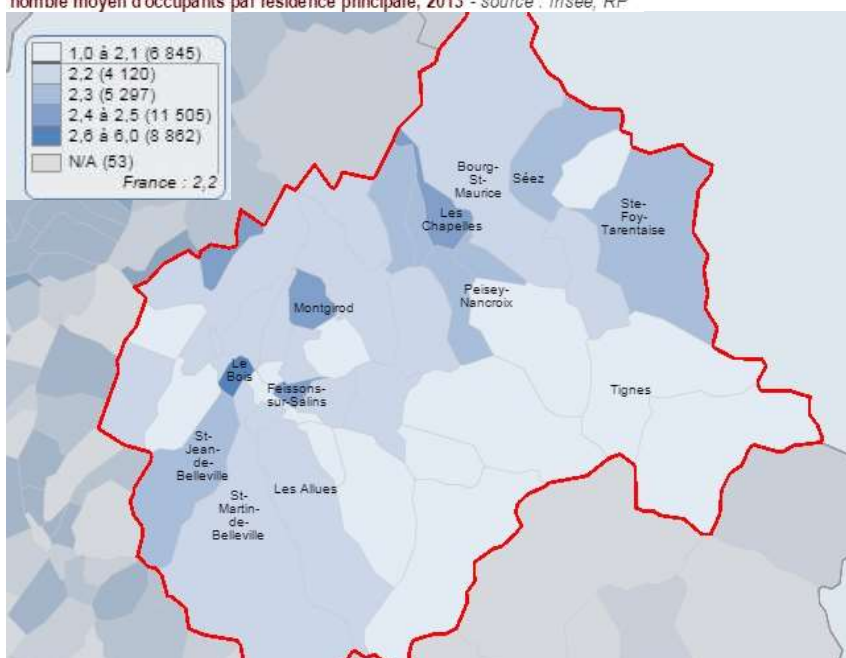 nombre moyen d'occupants par résidence principale, 2013 - source : Insee, RP
1,0 à 2,1 (6 845)
2,2 (4 120)
2,3 (5 297)
2,4 à 2,5 (11 505)
2,6 à 6,0 (8 862)
N/A (53)
France : 2,2
Bourg-
St-
Maurice
Séez
Les
Chapelles
Ste-
Foy-
Tarentaise
Peisey-
Nancroix
Montgirod
Le
Bois
Feissons-
sur-Salins
Tignes
St-
Jean-
de-
Belleville
Les Allues
St-
Martin-
de-
Belleville